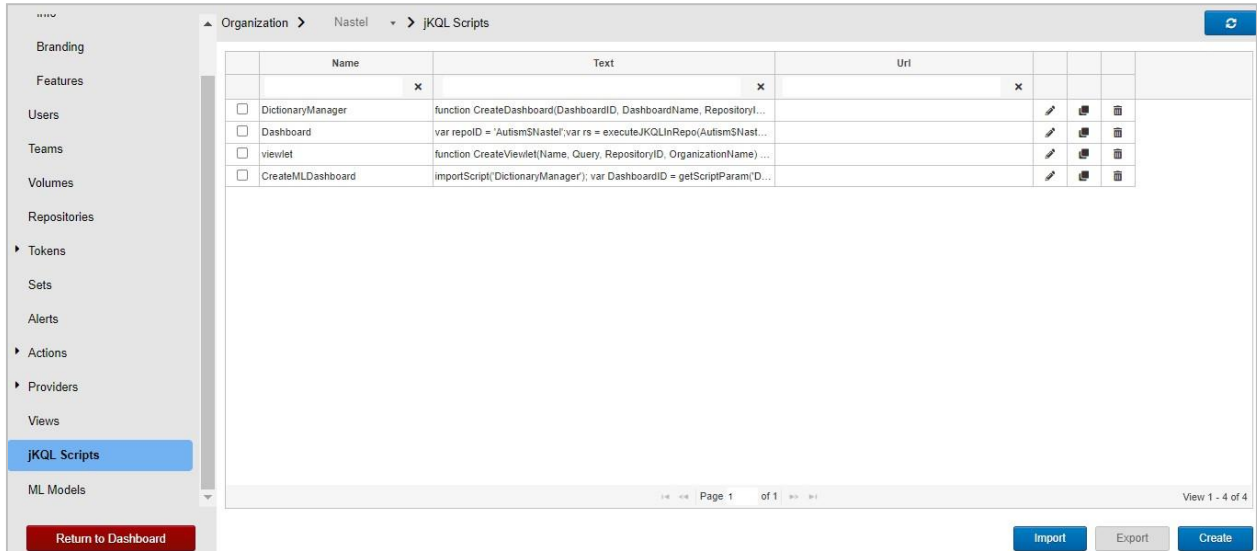 Organization > Nastel > jKQL Scripts
Branding
Features
Users
Teams
Volumes
Repositories
Tokens
Sets
Alerts
Actions
Providers
Views
jKQL Scripts
ML Models
Return to Dashboard
Name Text Url
DictionaryManager function CreateDashboard(DashboardID, DashboardName, RepositoryI...
Dashboard var repoID = 'Autism$Nastel';var rs = executeJKQLInRepo(Autism$Nast...
viewlet function CreateViewlet(Name, Query, RepositoryID, OrganizationName) ...
CreateMLDashboard importScript('DictionaryManager'); var DashboardID = getScriptParam('D...
Page 1 of 1
View 1 - 4 of 4
Import Export Create